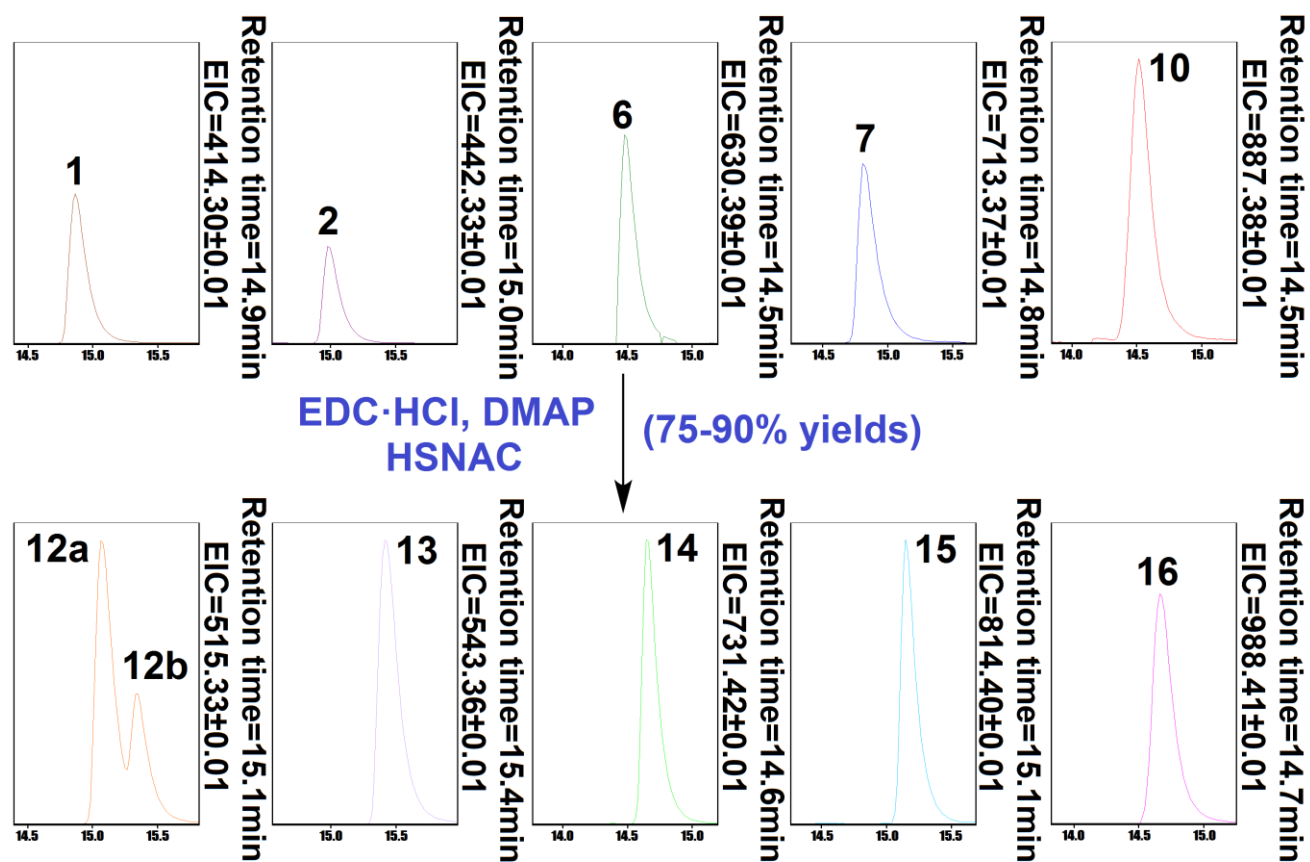 1
EIC=414.30±0.01
Retention time=14.9min
14.5 15.0 15.5
2
EIC=442.33±0.01
Retention time=15.0min
15.0 15.5
6
EIC=630.39±0.01
Retention time=14.5min
14.0 14.5 15.0
7
EIC=713.37±0.01
Retention time=14.8min
14.5 15.0 15.5
10
EIC=887.38±0.01
Retention time=14.5min
14.0 14.5 15.0
EDC·HCl, DMAP
HSNAC
(75-90% yields)
12a
12b
EIC=515.33±0.01
Retention time=15.1min
14.5 15.0 15.5
13
EIC=543.36±0.01
Retention time=15.4min
15.0 15.5
14
EIC=731.42±0.01
Retention time=14.6min
14.0 14.5 15.0
15
EIC=814.40±0.01
Retention time=15.1min
14.5 15.0 15.5
16
EIC=988.41±0.01
Retention time=14.7min
14.0 14.5 15.0